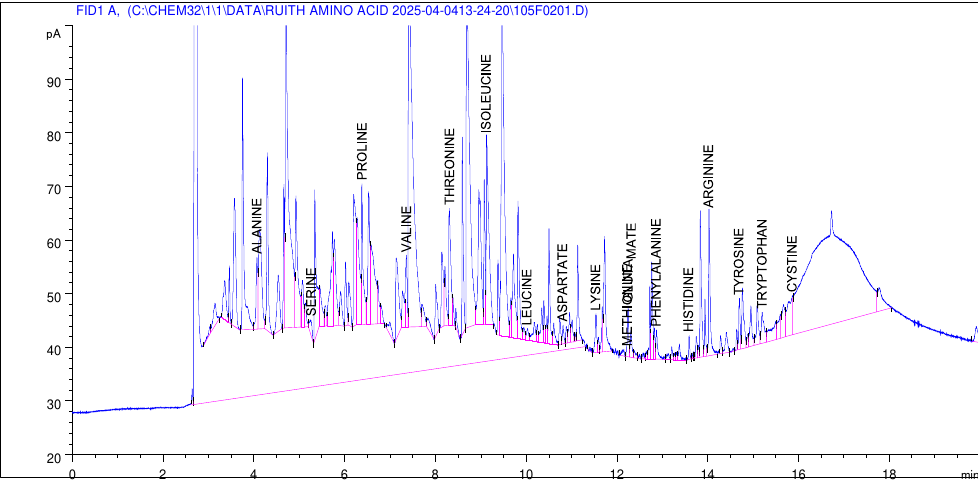 FID1 A, (C:\CHEM32\1\1\DATA\RUITH AMINO ACID 2025-04-0413-24-20\105F0201.D)
pA
90
80
70
60
50
40
30
20
ALANINE
SERINE
PROLINE
VALINE
THREONINE
ISOLEUCINE
LEUCINE
ASPARTATE
LYSINE
PHENYLALANINE
HISTIDINE
ARGININE
TYROSINE
TRYPTOPHAN
CYSTINE
0 2 4 6 8 10 12 14 16 18 min